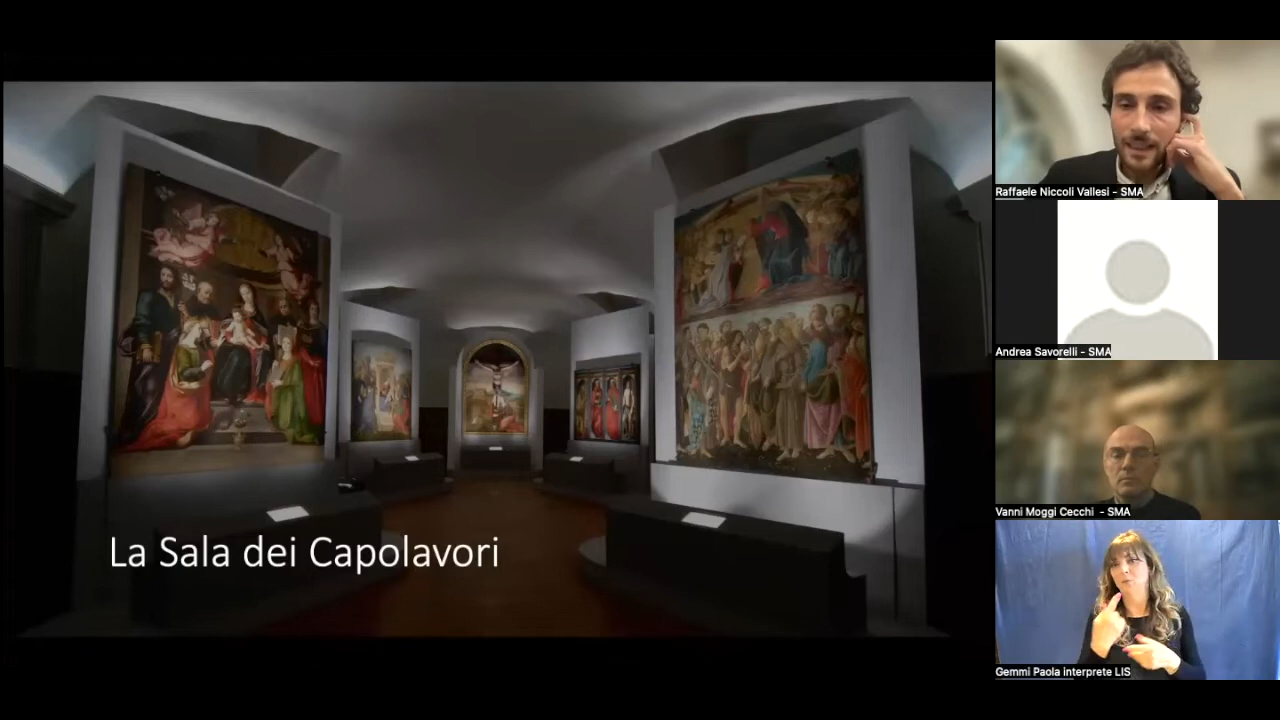 La Sala dei Capolavori
Raffaele Niccoli Vallesi - SMA
Andrea Savorelli - SMA
Vanni Moggi Cecchi - SMA
Gemmi Paola interprete LIS